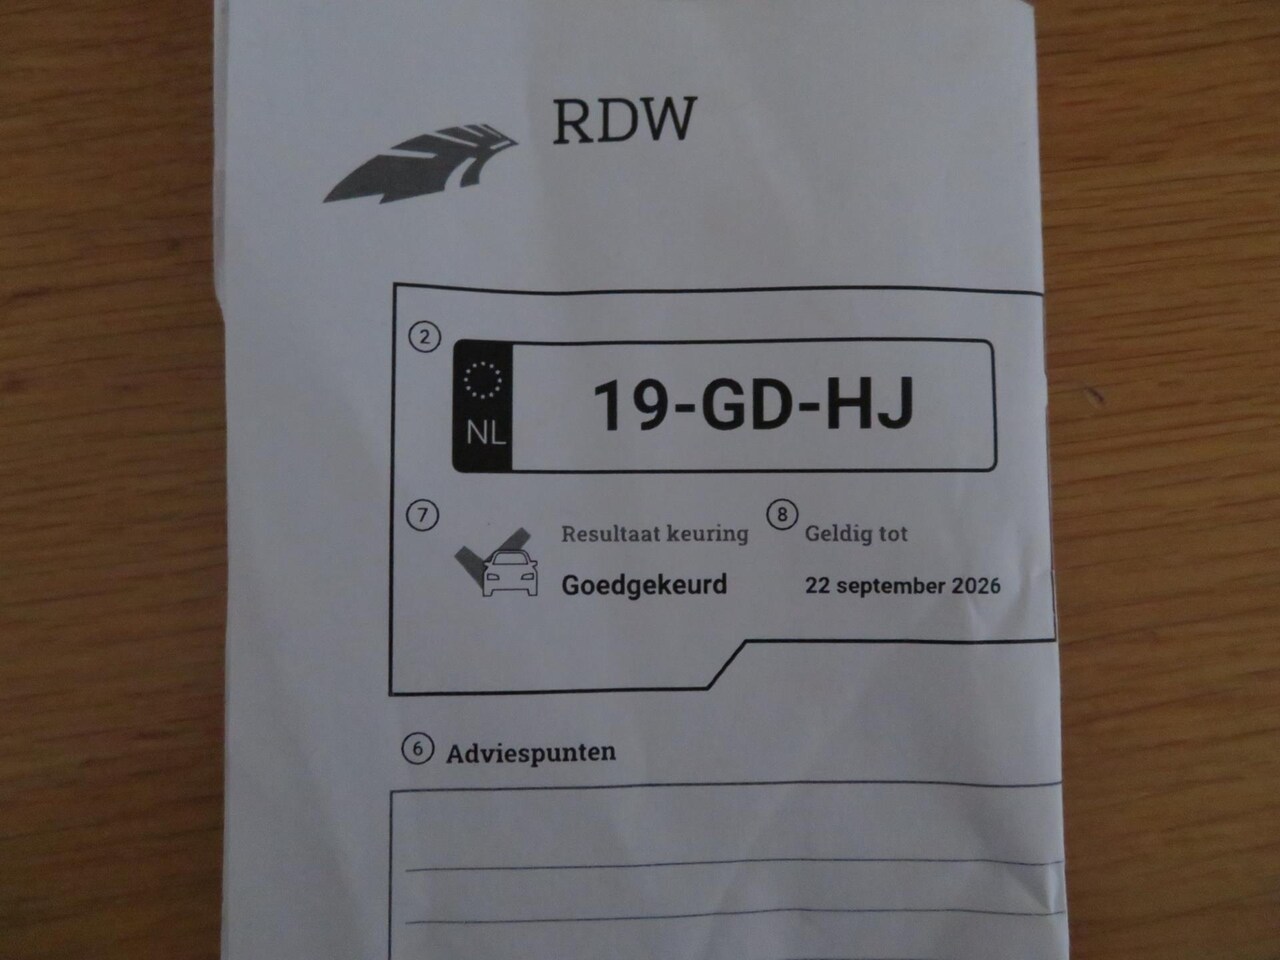 RDW
2
NL
19-GD-HJ
7
Resultaat keuring
8
Geldig tot
Goedgekeurd
22 september 2026
6 Adviespunten